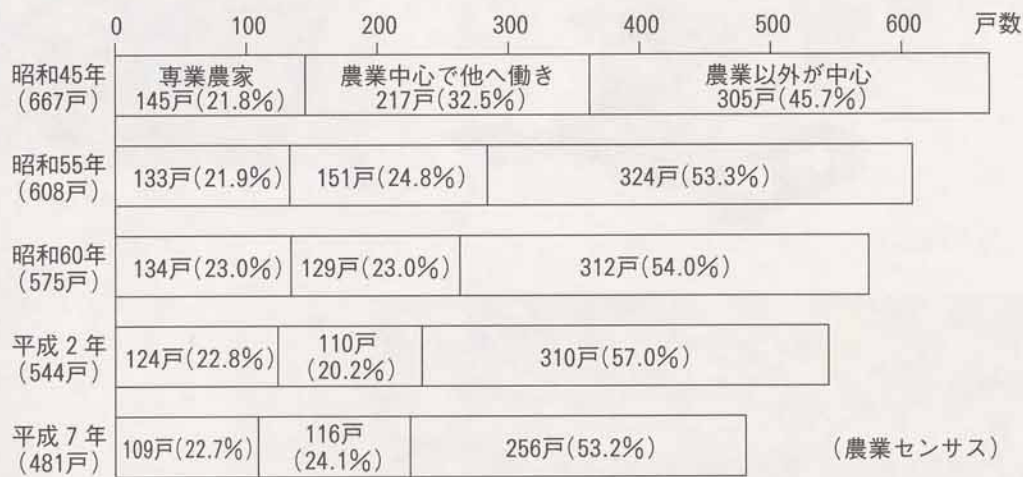 0 100 200 300 400 500 600 戸数
昭和45年
(667戸)
専業農家
145戸(21.8%)
農業中心で他へ働き
217戸(32.5%)
農業以外が中心
305戸(45.7%)
昭和55年
(608戸)
133戸(21.9%)
151戸(24.8%)
324戸(53.3%)
昭和60年
(575戸)
134戸(23.0%)
129戸(23.0%)
312戸(54.0%)
平成2年
(544戸)
124戸(22.8%)
110戸
(20.2%)
310戸(57.0%)
平成7年
(481戸)
109戸(22.7%)
116戸
(24.1%)
256戸(53.2%)
(農業センサス)